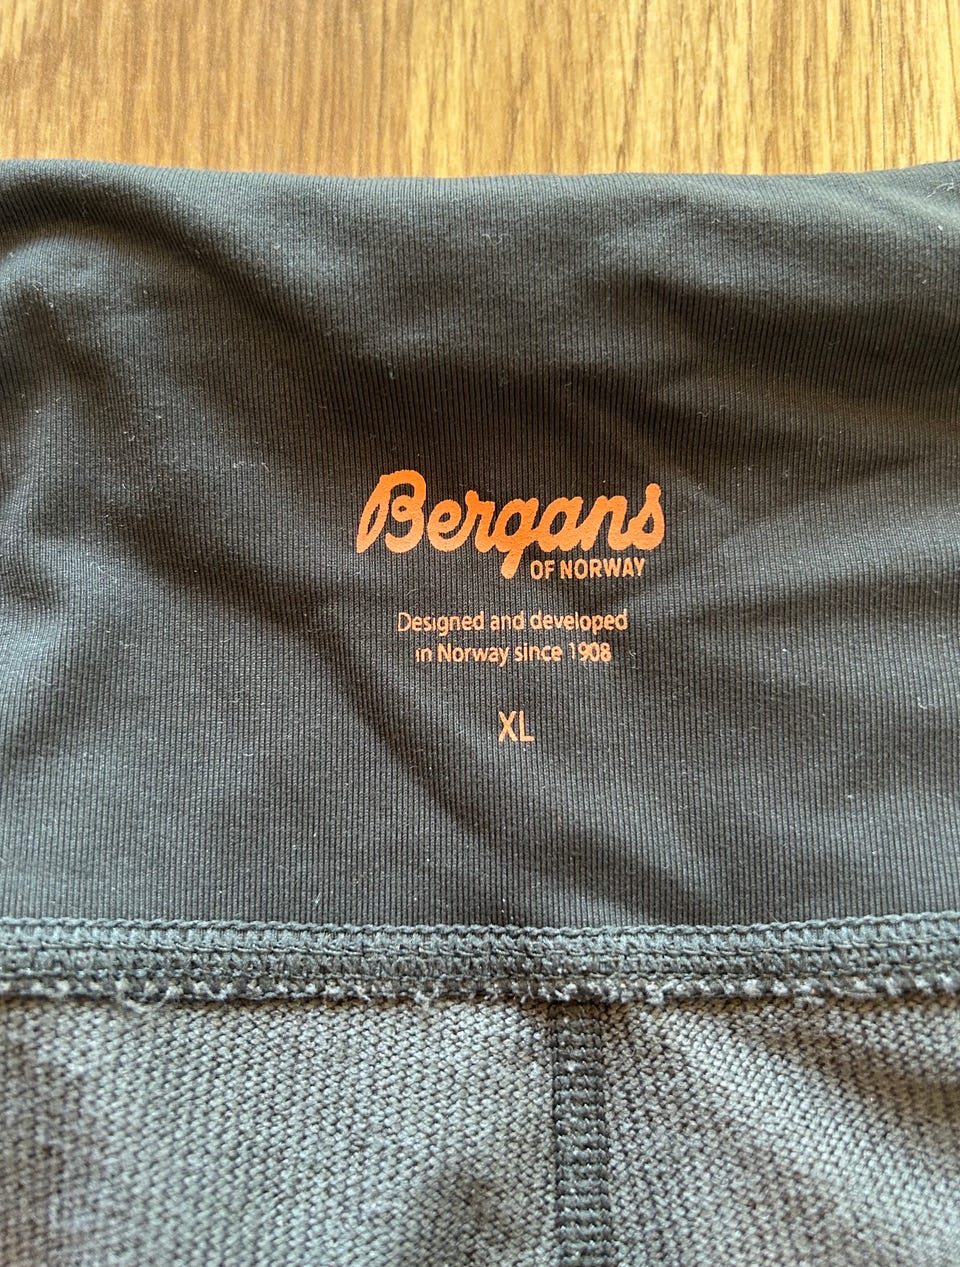 Bergans
OF NORWAY
Designed and developed
in Norway since 1908
XL